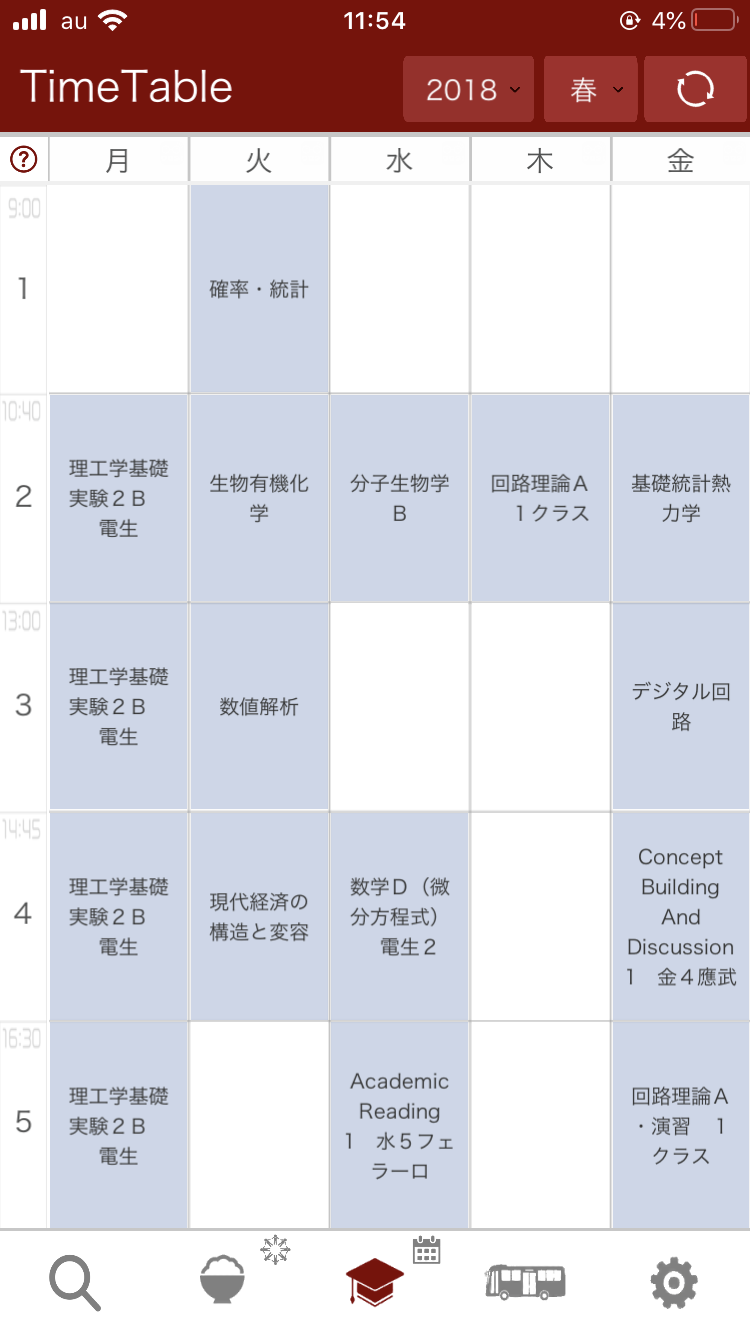 au 11:54 4%
TimeTable 2018 春
? 月 火 水 木 金
9:00
1
確率・統計
10:40
2
理工学基礎
実験２Ｂ
電生
生物有機化
学
分子生物学
Ｂ
回路理論Ａ
１クラス
基礎統計熱
力学
13:00
3
理工学基礎
実験２Ｂ
電生
数値解析
デジタル回
路
14:45
4
理工学基礎
実験２Ｂ
電生
現代経済の
構造と変容
数学Ｄ（微
分方程式）
電生２
Concept
Building
And
Discussion
1　金４應武
16:30
5
理工学基礎
実験２Ｂ
電生
Academic
Reading
1　水５フェ
ラーロ
回路理論Ａ
・演習　１
クラス